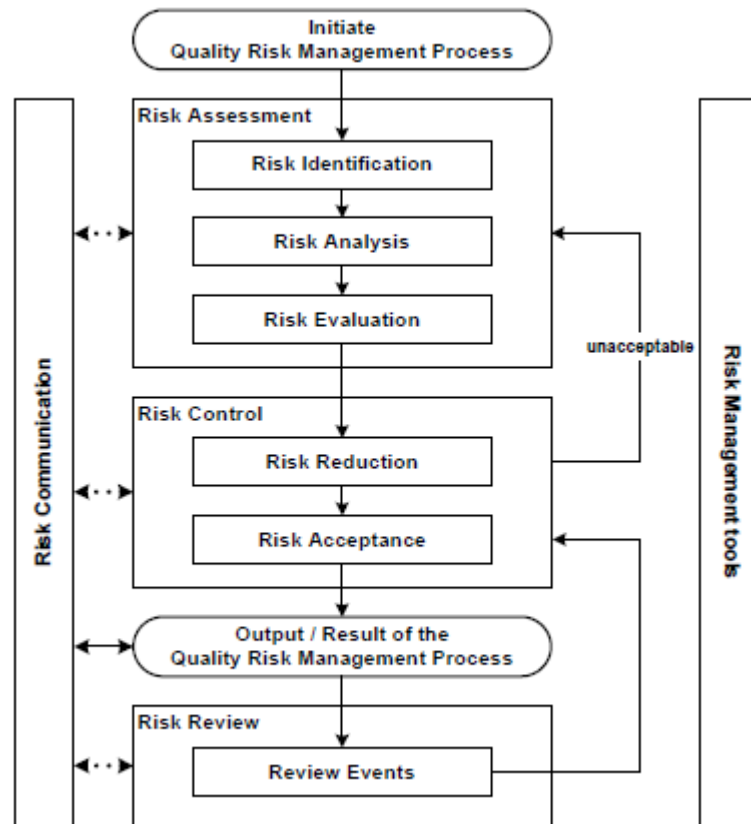 Initiate
Quality Risk Management Process
Risk Assessment
Risk Identification
Risk Analysis
Risk Evaluation
unacceptable
Risk Communication
Risk Management tools
Risk Control
Risk Reduction
Risk Acceptance
Output / Result of the
Quality Risk Management Process
Risk Review
Review Events